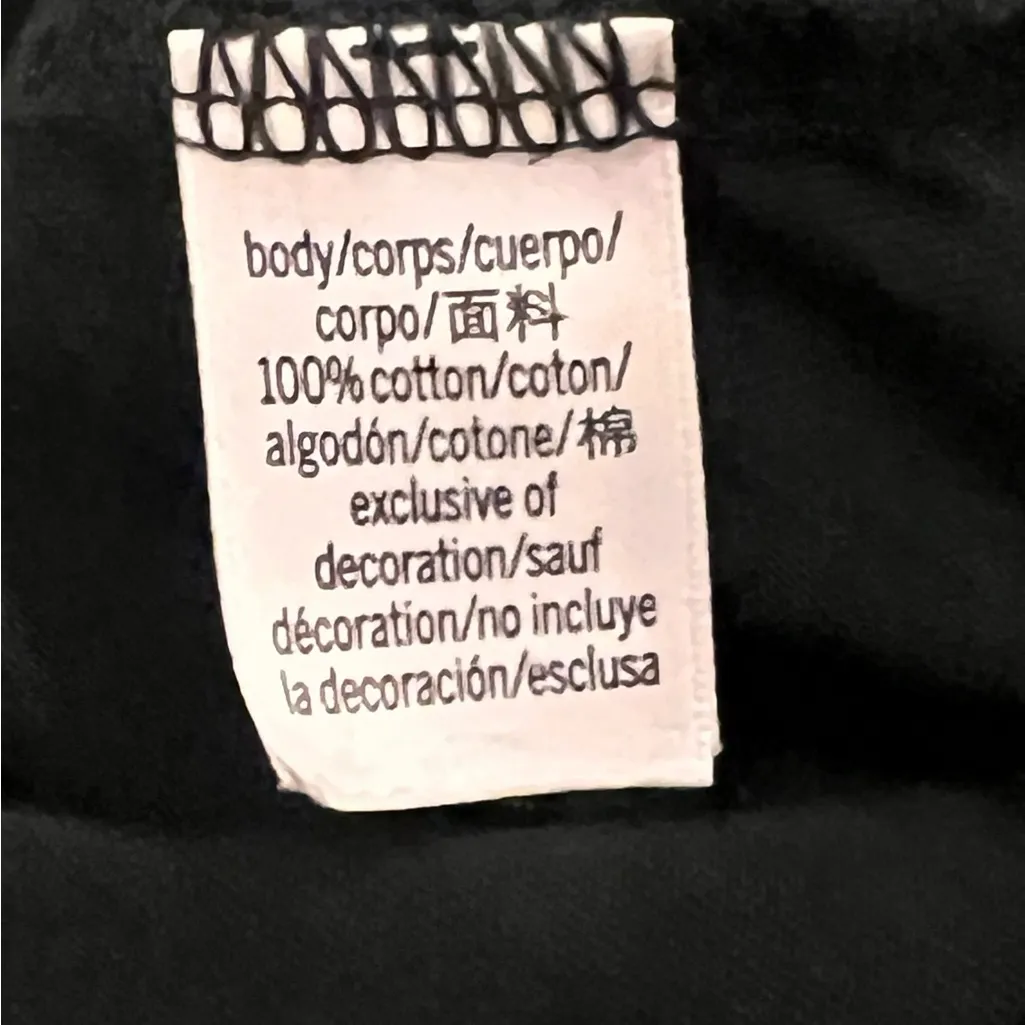 body/corps/cuerpo/
corpo/面料
100% cotton/coton/
algodón/cotone/棉
exclusive of
decoration/sauf
décoration/no incluye
la decoración/esclusa